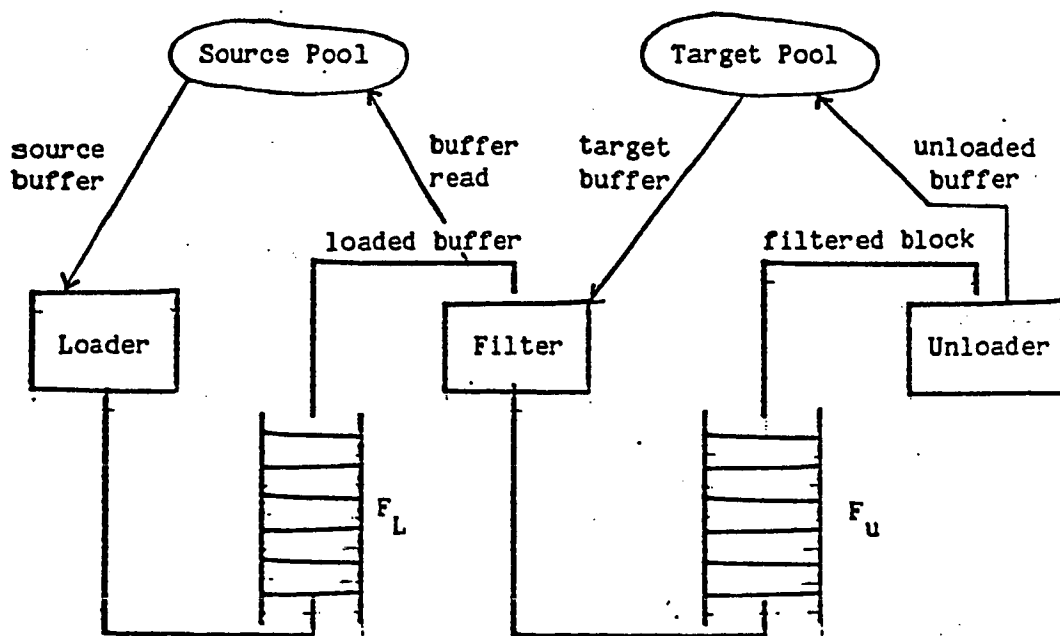 Source Pool
Target Pool
source
buffer
buffer
read
target
buffer
unloaded
buffer
loaded buffer
filtered block
Loader
Filter
Unloader
F_L
F_u